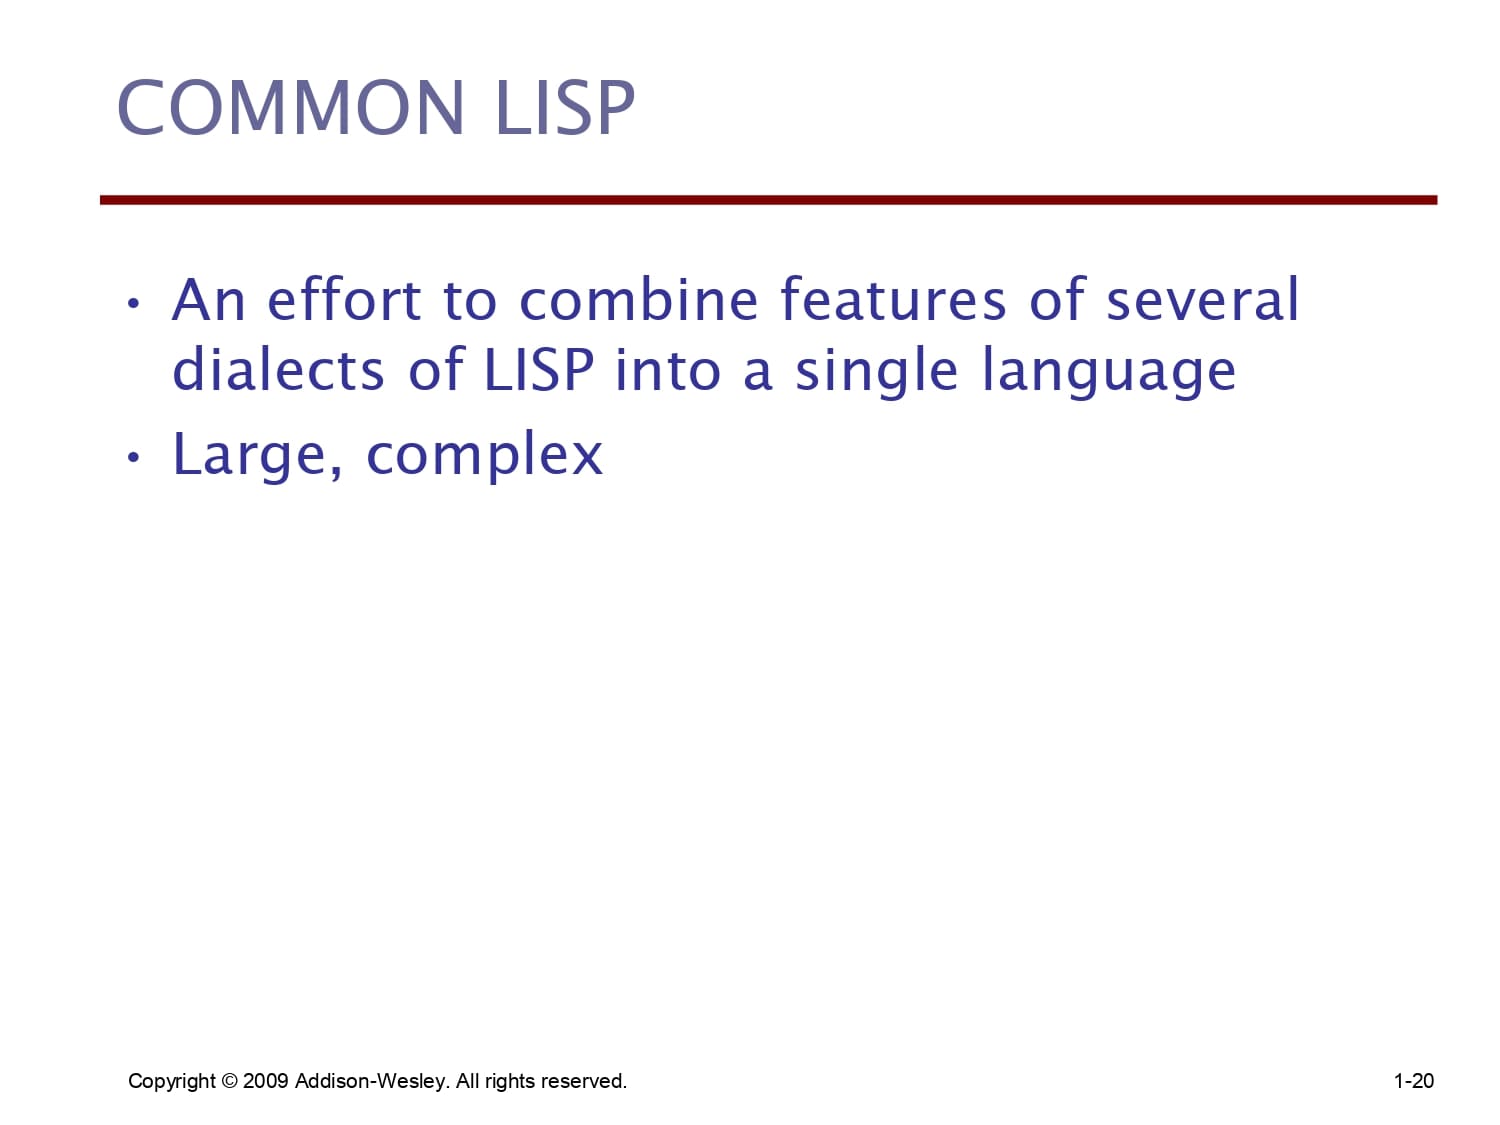 COMMON LISP
• An effort to combine features of several
dialects of LISP into a single language
• Large, complex
Copyright © 2009 Addison-Wesley. All rights reserved.
1-20